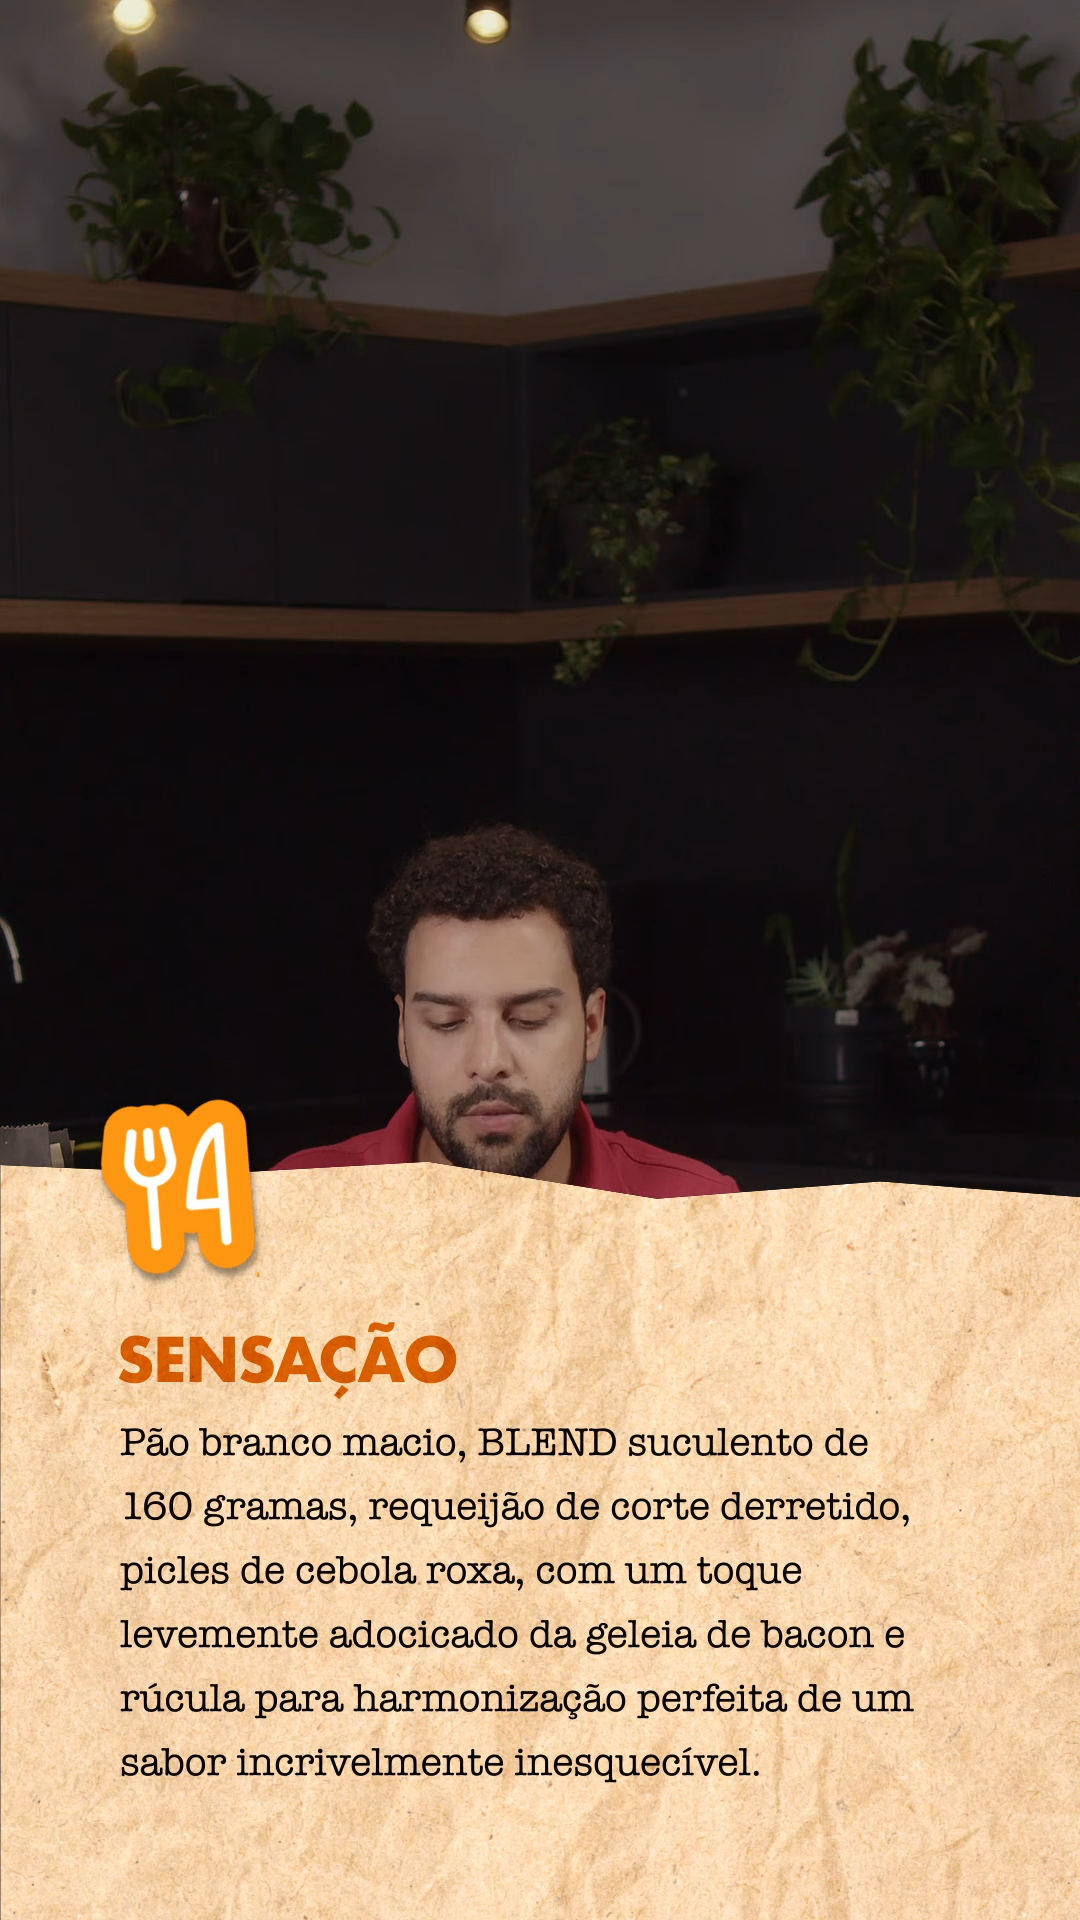 SENSAÇÃO
Pão branco macio, BLEND suculento de
160 gramas, requeijão de corte derretido,
picles de cebola roxa, com um toque
levemente adocicado da geleia de bacon e
rúcula para harmonização perfeita de um
sabor incrivelmente inesquecível.